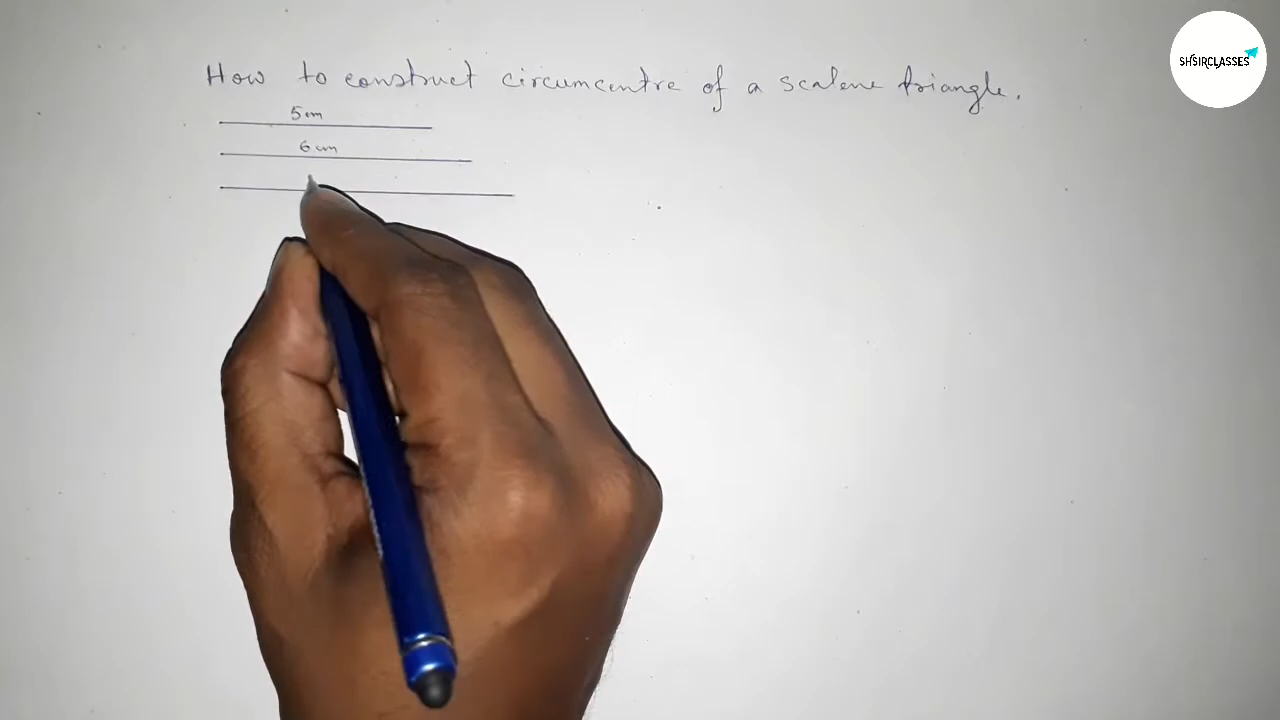 SHSIRCLASSES
How to construct circumcentre of a scalene triangle.
5cm
6cm